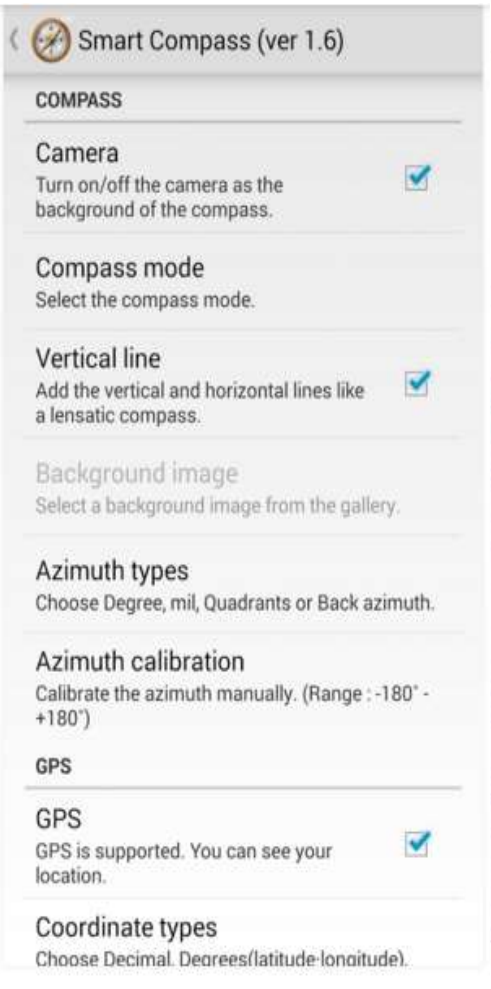 Smart Compass (ver 1.6)
COMPASS
Camera
Turn on/off the camera as the
background of the compass.
Compass mode
Select the compass mode.
Vertical line
Add the vertical and horizontal lines like
a lensatic compass.
Background image
Select a background image from the gallery.
Azimuth types
Choose Degree, mil, Quadrants or Back azimuth.
Azimuth calibration
Calibrate the azimuth manually. (Range : -180° -
+180°)
GPS
GPS
GPS is supported. You can see your
location.
Coordinate types
Choose Decimal, Degrees(latitude·longitude),